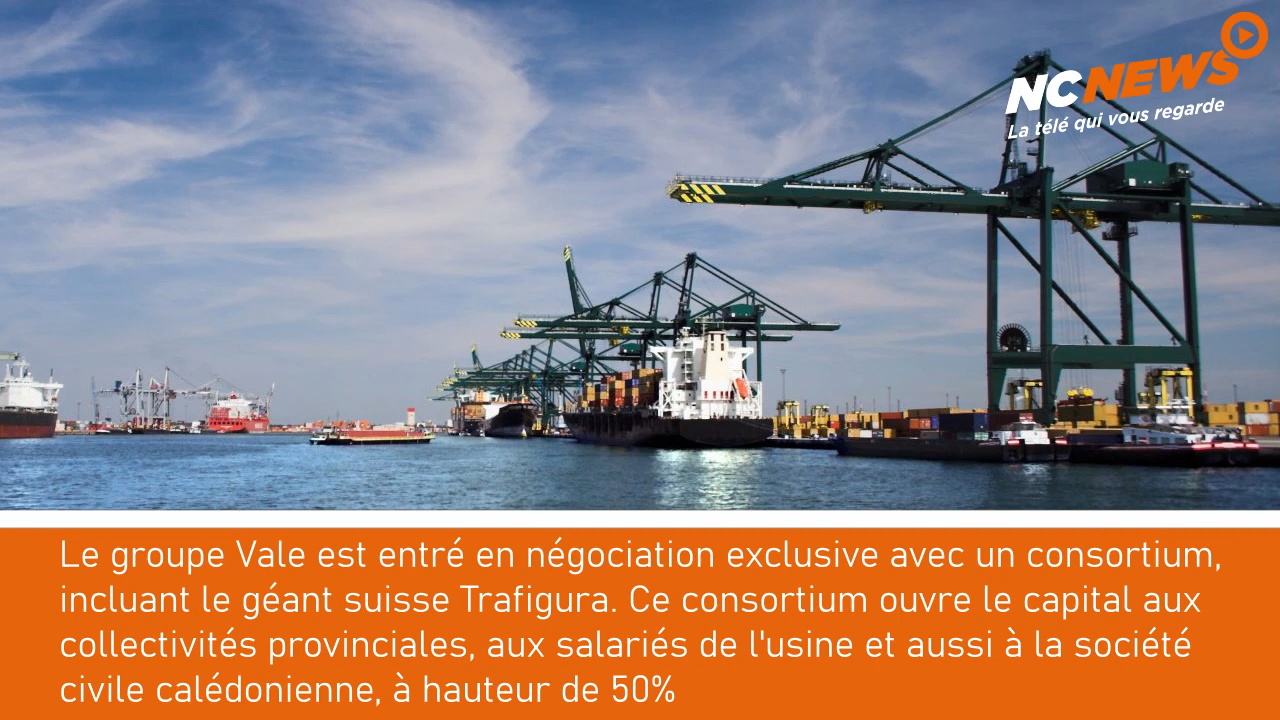 NCNEWS
La télé qui vous regarde
Le groupe Vale est entré en négociation exclusive avec un consortium,
incluant le géant suisse Trafigura. Ce consortium ouvre le capital aux
collectivités provinciales, aux salariés de l'usine et aussi à la société
civile calédonienne, à hauteur de 50%